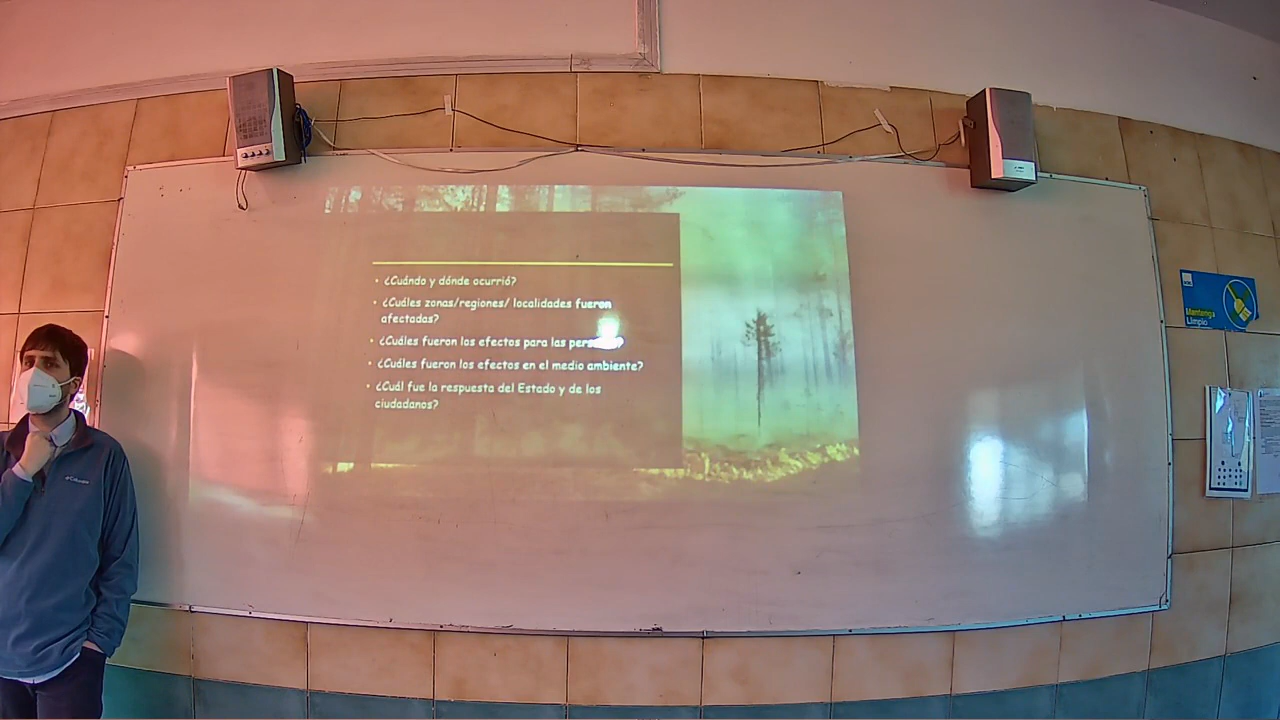 ¿Cuándo y dónde ocurrió?
¿Cuáles zonas/regiones/ localidades fueron
afectadas?
¿Cuáles fueron los efectos para las
¿Cuáles fueron los efectos en el medio ambiente?
¿Cuál fue la respuesta del Estado y de los
ciudadanos?
Mantenga
Limpio
Columbia